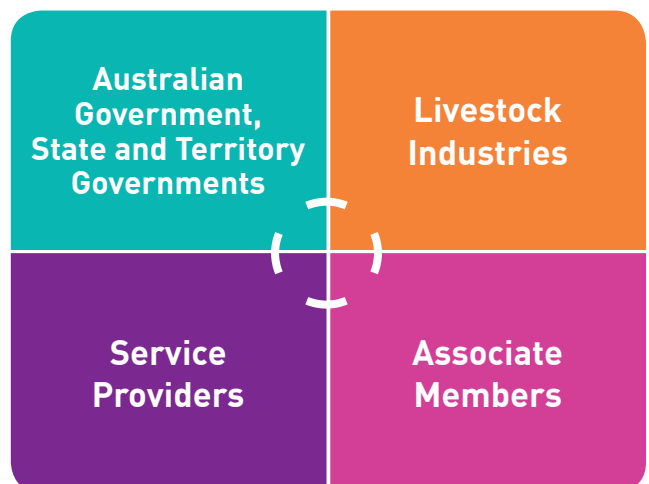 Australian
Government,
State and Territory
Governments
Livestock
Industries
Service
Providers
Associate
Members